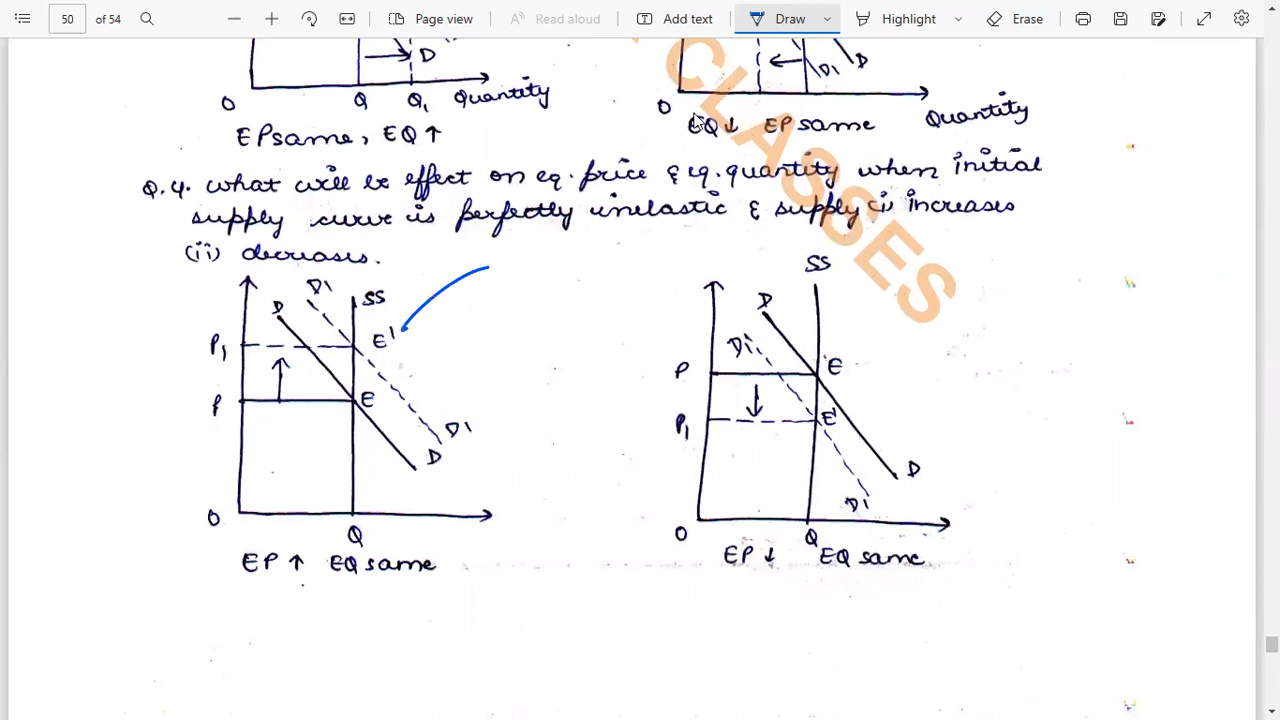 50 of 54 Page view Read aloud Add text Draw Highlight Erase
D D1 D
O Q Q1 Quantity O Quantity
EP same, EQ ↑ EQ ↓ EP same
CLASSES
Q.4. What will be effect on eq. price & eq. quantity when initial
supply curve is perfectly inelastic & supply (i) increases
(ii) decreases.
D D1 SS
P1 E'
P E
D1
D
O Q
EP ↑ EQ same
SS
D
D1
P E
P1 E'
D
D1
O Q
EP ↓ EQ same